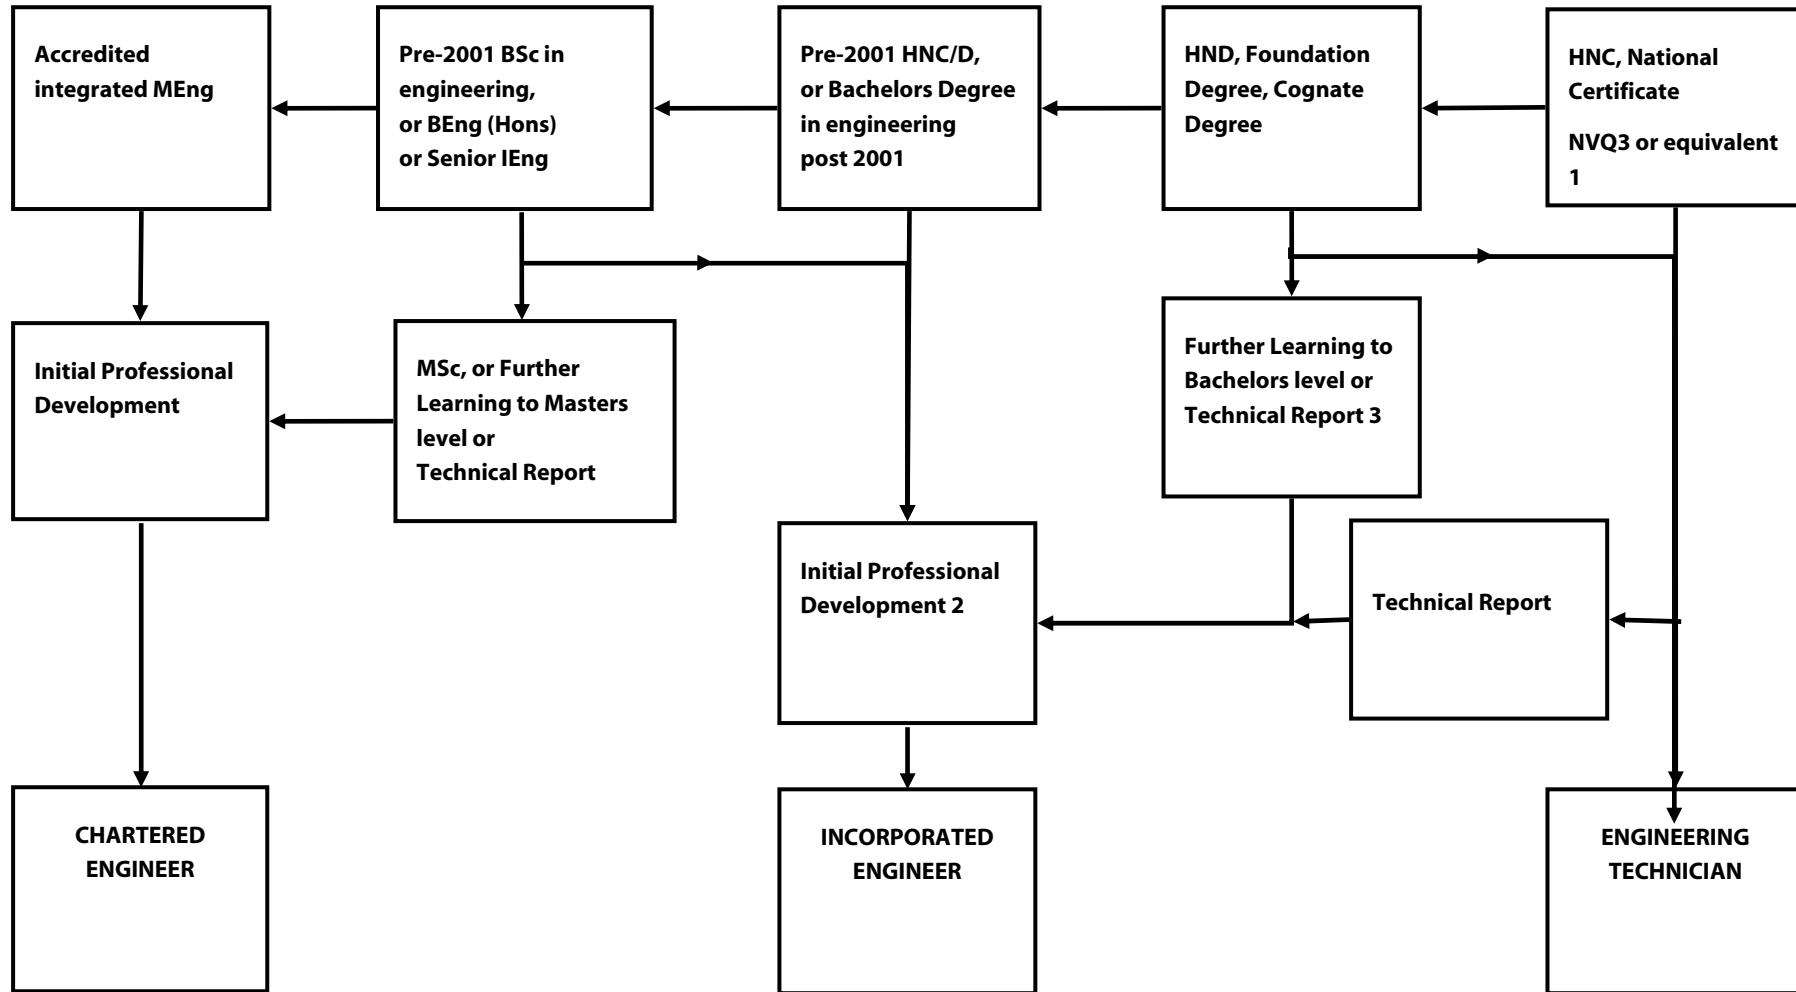 Accredited
integrated MEng
Pre-2001 BSc in
engineering,
or BEng (Hons)
or Senior IEng
Pre-2001 HNC/D,
or Bachelors Degree
in engineering
post 2001
HND, Foundation
Degree, Cognate
Degree
HNC, National
Certificate
NVQ3 or equivalent
1
Initial Professional
Development
MSc, or Further
Learning to Masters
level or
Technical Report
Further Learning to
Bachelors level or
Technical Report 3
Initial Professional
Development 2
Technical Report
CHARTERED
ENGINEER
INCORPORATED
ENGINEER
ENGINEERING
TECHNICIAN